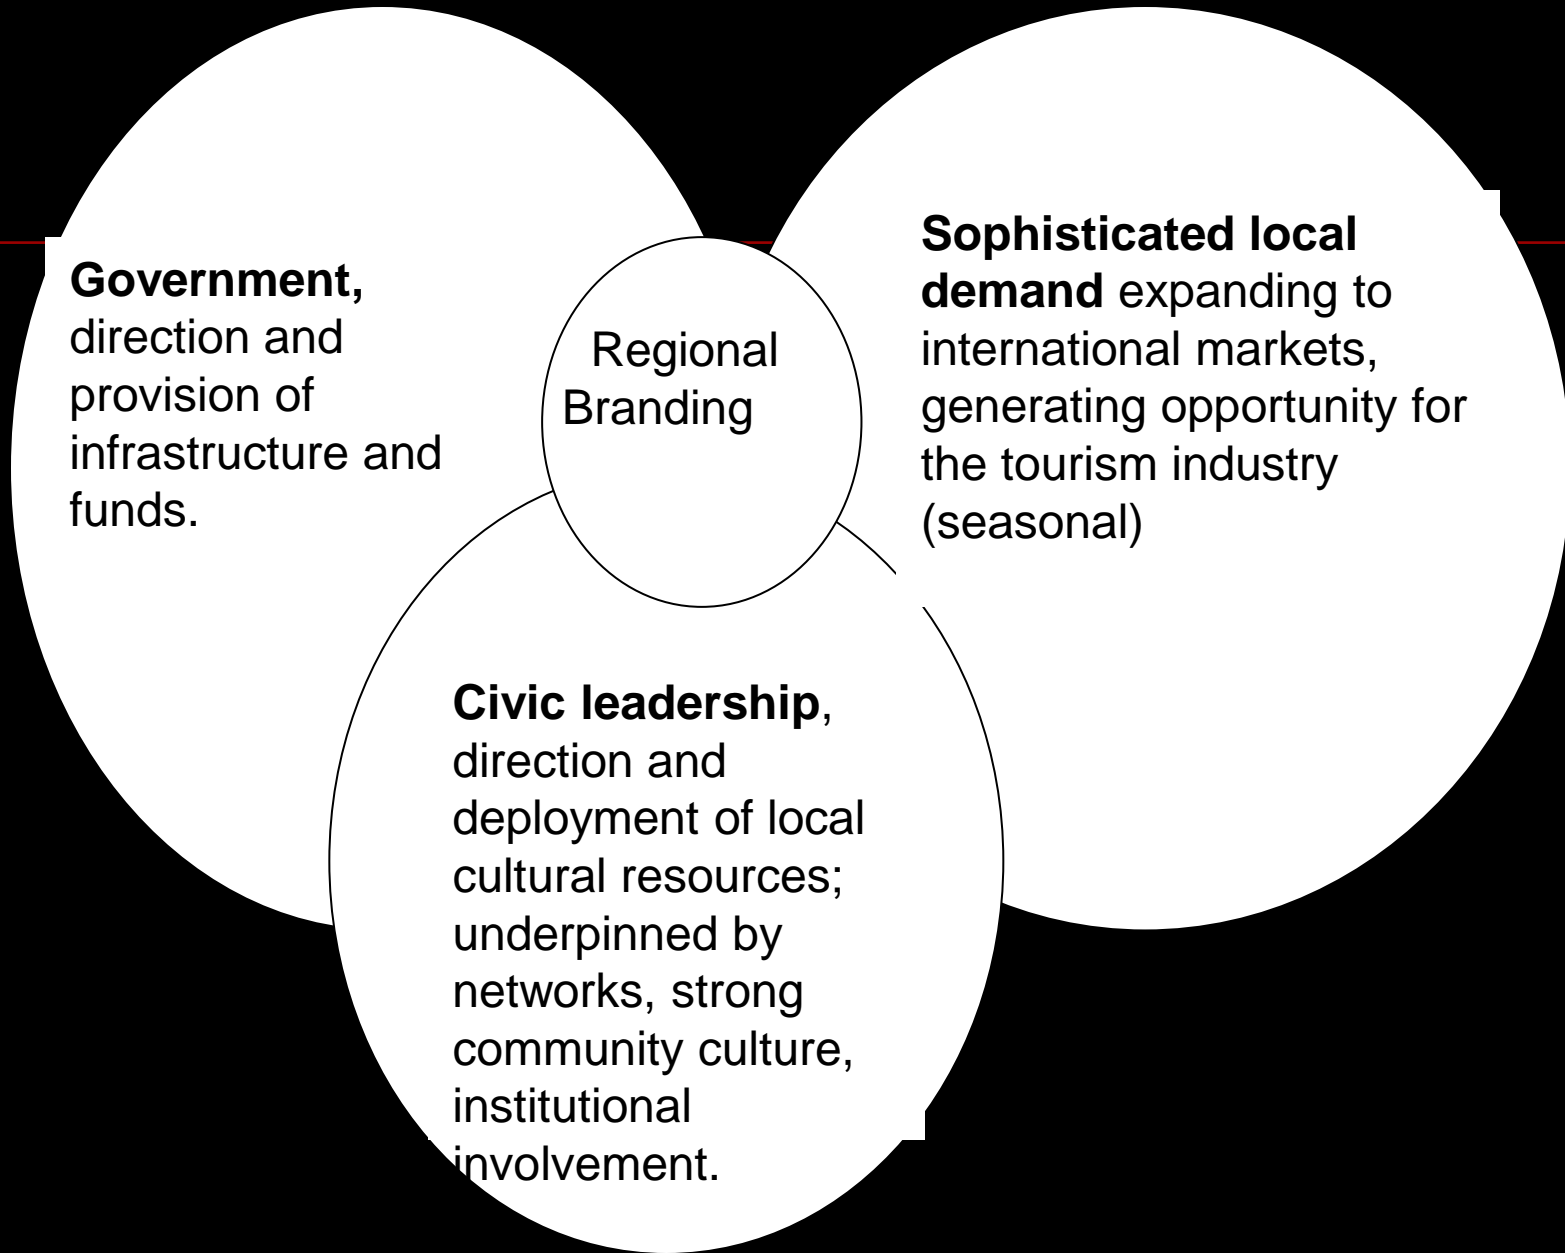 Government,
direction and
provision of
infrastructure and
funds.
Regional
Branding
Sophisticated local
demand expanding to
international markets,
generating opportunity for
the tourism industry
(seasonal)
Civic leadership,
direction and
deployment of local
cultural resources;
underpinned by
networks, strong
community culture,
institutional
involvement.